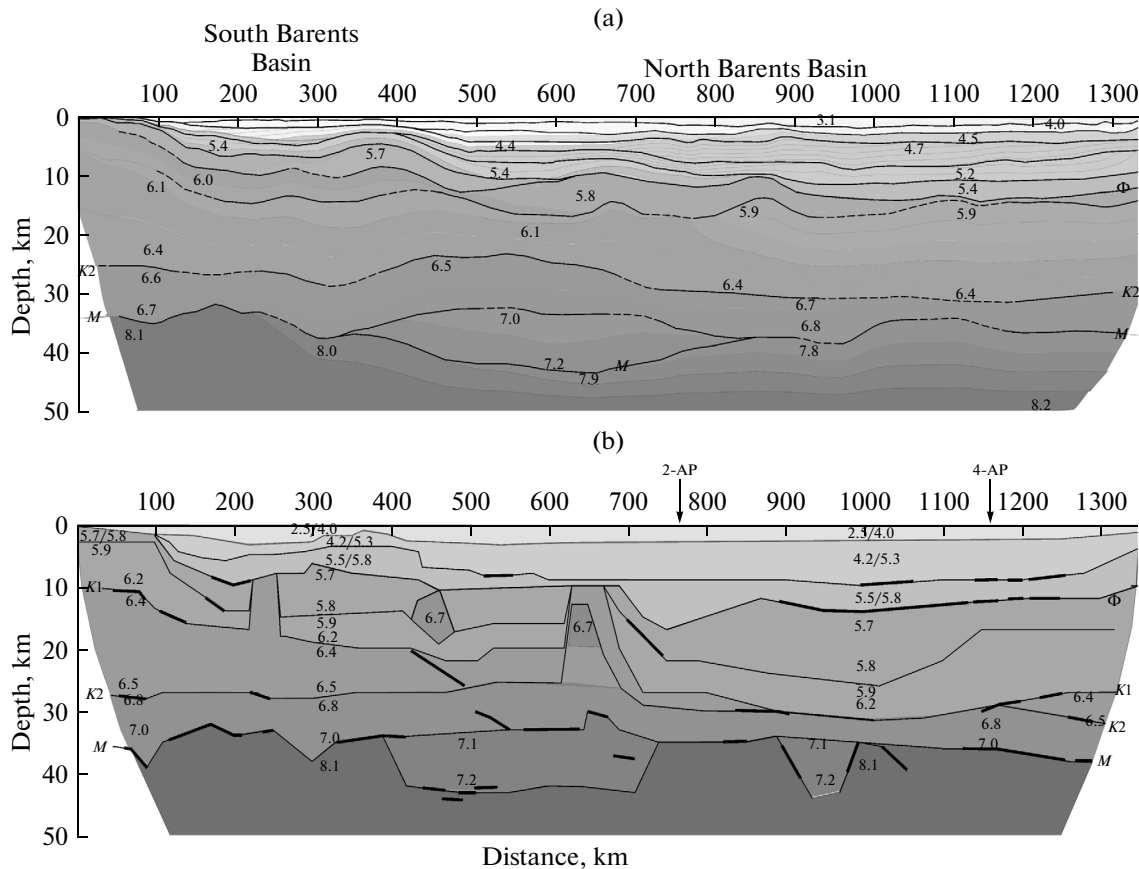 (a)
South Barents
Basin
North Barents Basin
100 200 300 400 500 600 700 800 900 1000 1100 1200 1300
0
10
20
30
40
50
Depth, km
3.1 4.0
5.4 5.7 4.4 4.7 4.5
6.1 6.0 5.4 5.8 5.2 5.4 Φ
5.9 5.9
6.1
6.4 6.5
K2 6.6 6.4 6.4 K2
6.7 6.7
M 7.0 6.8 M
8.1 8.0 7.8
7.2 M
7.9
8.2
(b)
2-AP 4-AP
100 200 300 400 500 600 700 800 900 1000 1100 1200 1300
0
10
20
30
40
50
Depth, km
5.7/5.8 2.5/4.0 2.5/4.0
5.9 4.2/5.3 4.2/5.3
5.5/5.8
5.7
6.2 5.5/5.8
K1 6.4 5.8 Φ
5.9 6.7 6.7 5.7
6.2
6.4 5.8
6.5 6.5 5.9 6.4 K1
K2 6.8 6.8 6.2
6.8 6.5 K2
7.0 7.0 7.1 7.1 7.0
M 8.1 8.1 M
7.2 7.2
Distance, km